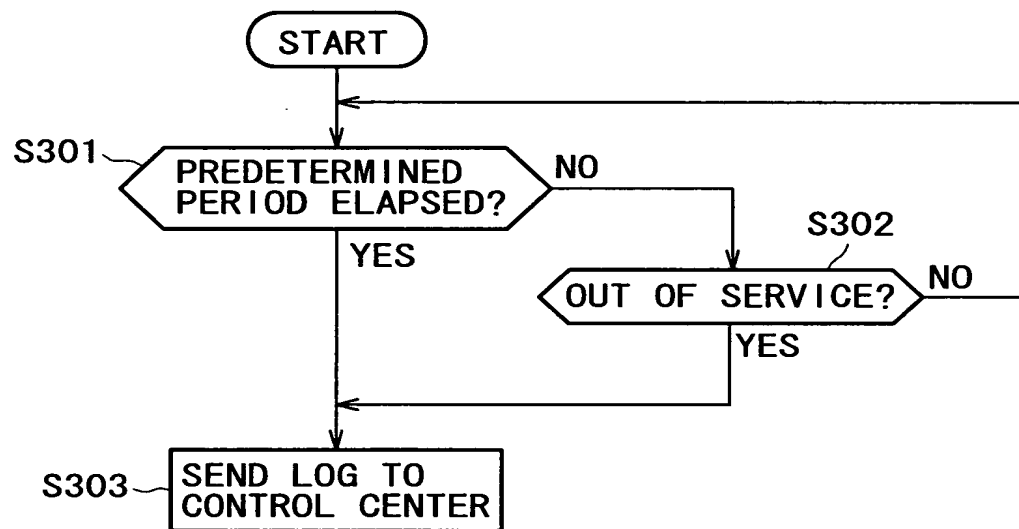 START
S301
PREDETERMINED
PERIOD ELAPSED?
NO
YES
S302
OUT OF SERVICE?
NO
YES
S303
SEND LOG TO
CONTROL CENTER